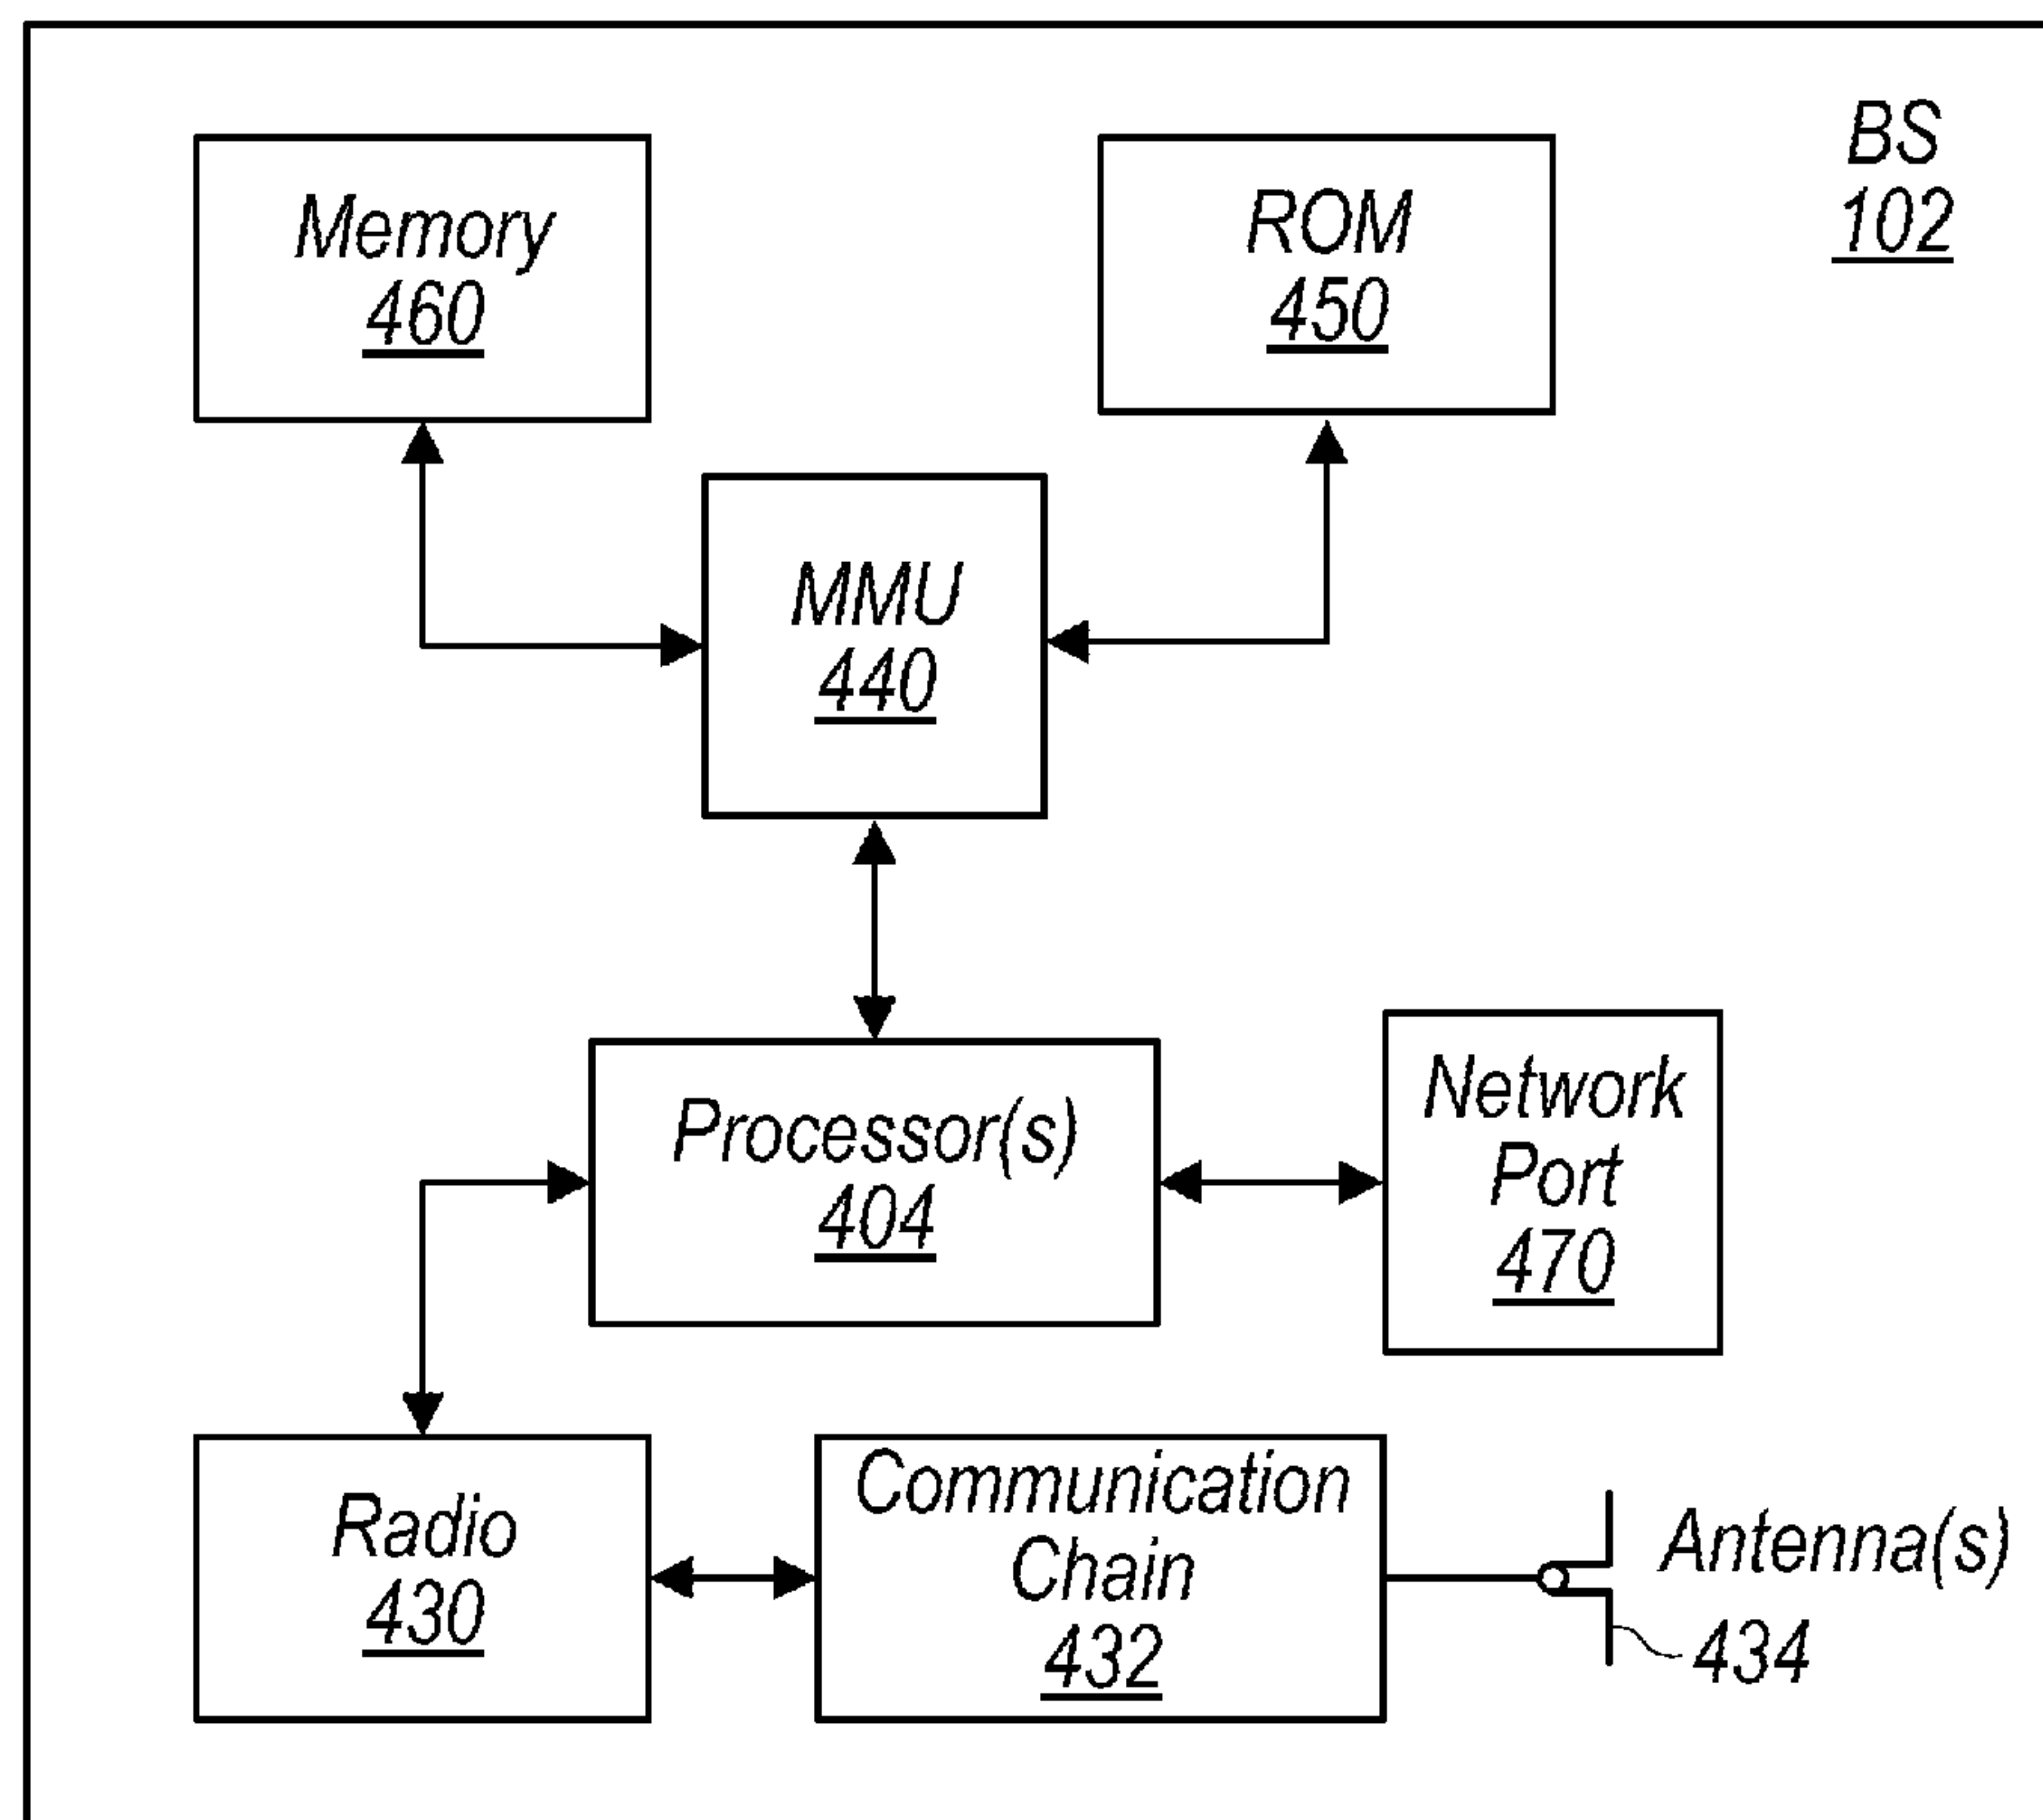 BS
102
Memory
460
ROM
450
MMU
440
Processor(s)
404
Network
Port
470
Radio
430
Communication
Chain
432
Antenna(s)
434